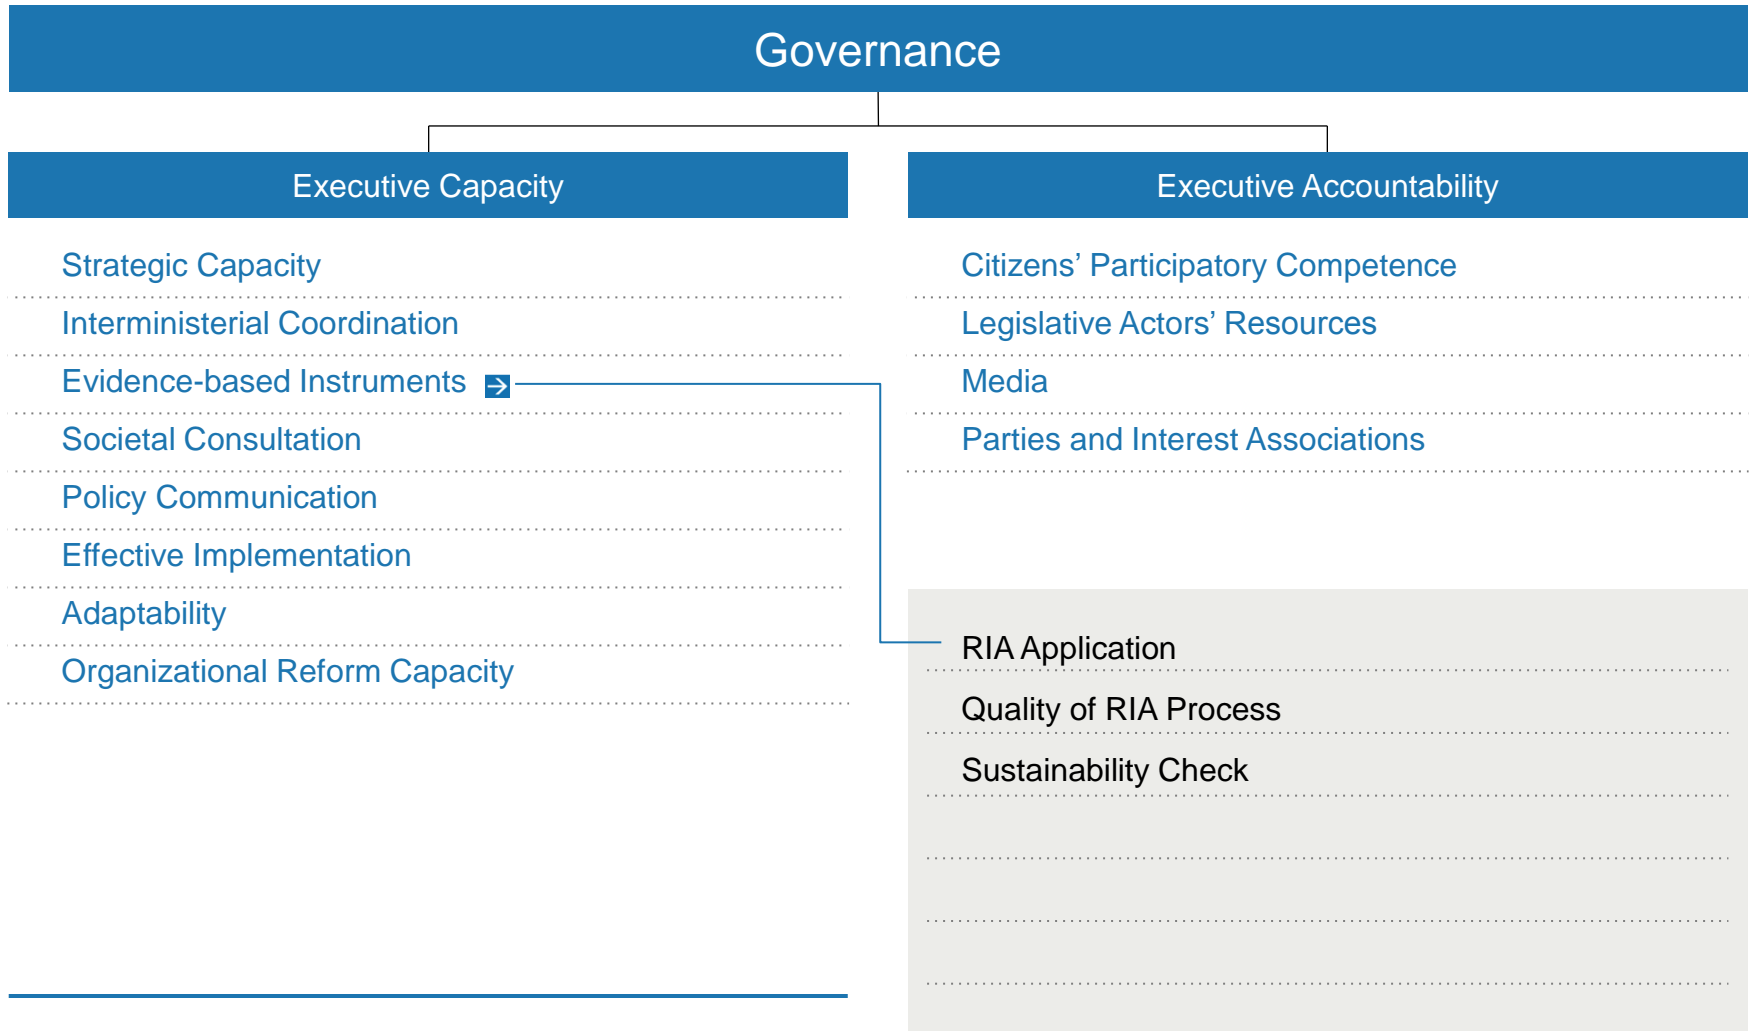 Governance
Executive Capacity
Strategic Capacity
Interministerial Coordination
Evidence-based Instruments
Societal Consultation
Policy Communication
Effective Implementation
Adaptability
Organizational Reform Capacity
Executive Accountability
Citizens’ Participatory Competence
Legislative Actors’ Resources
Media
Parties and Interest Associations
RIA Application
Quality of RIA Process
Sustainability Check